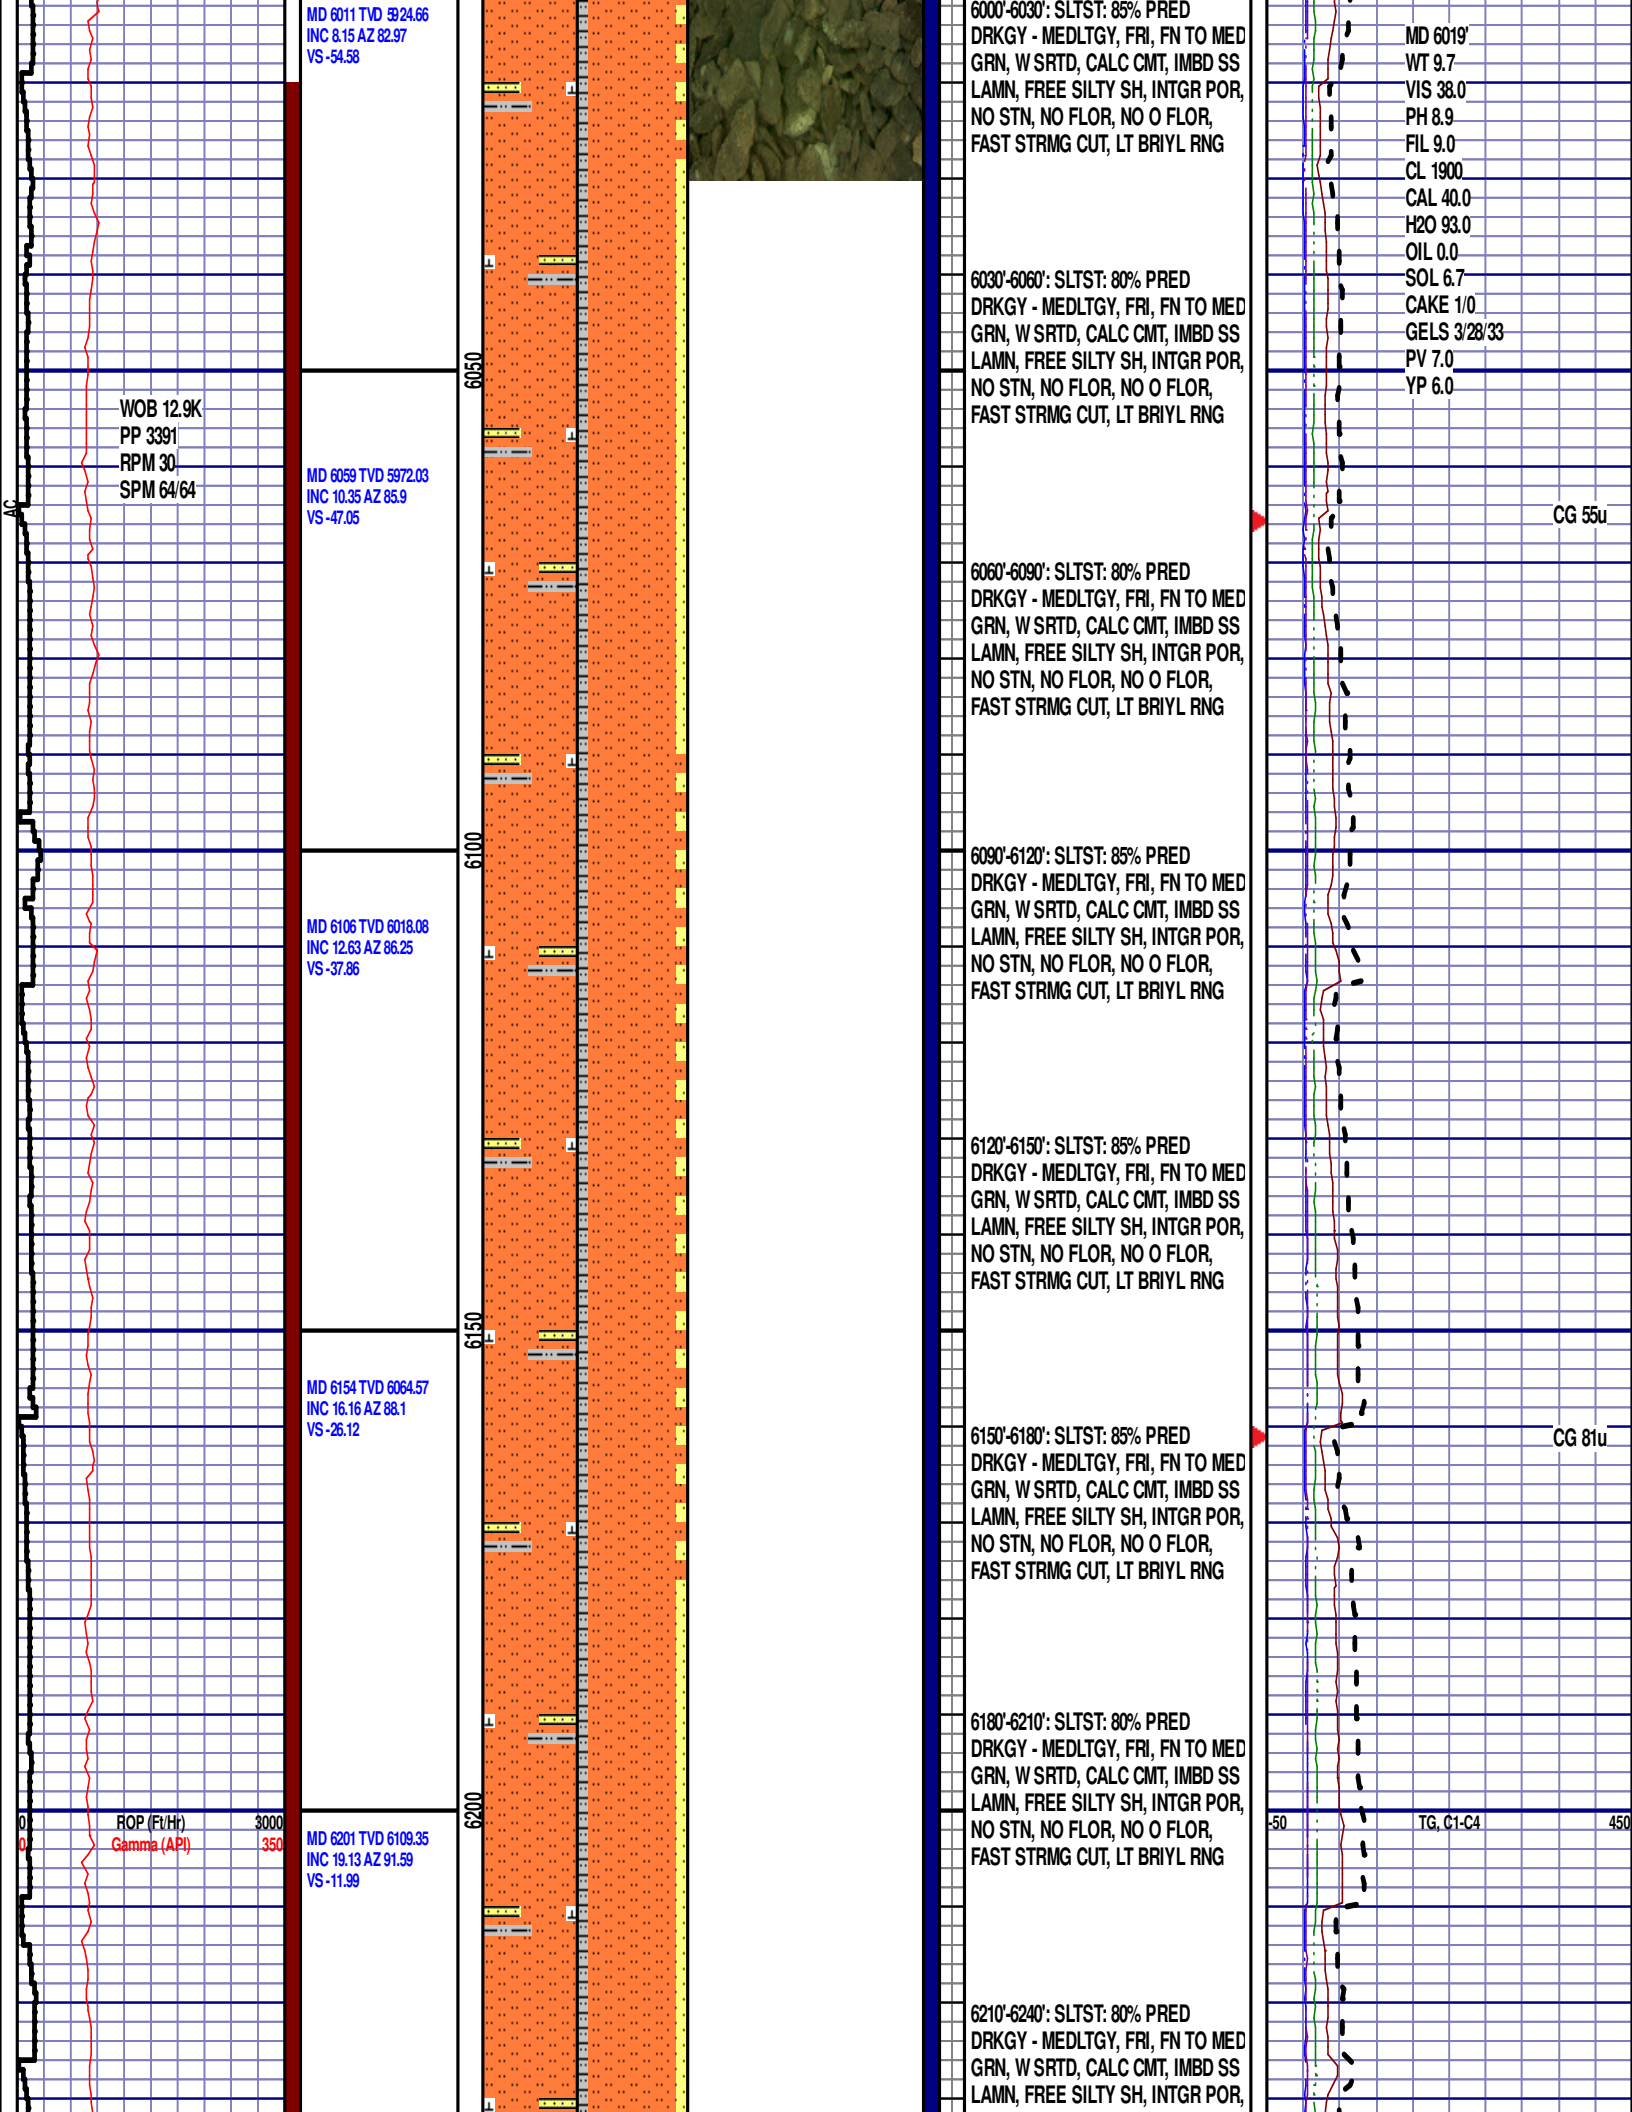 MD 6011 TVD 5924.66
INC 8.15 AZ 82.97
VS -54.58
6000'-6030': SLTST: 85% PRED
DRKGY - MEDLTGY, FRI, FN TO MED
GRN, W SRTD, CALC CMT, IMBD SS
LAMN, FREE SILTY SH, INTGR POR,
NO STN, NO FLOR, NO O FLOR,
FAST STRMG CUT, LT BRIYL RNG
MD 6019'
WT 9.7
VIS 38.0
PH 8.9
FIL 9.0
CL 1900
CAL 40.0
H2O 93.0
OIL 0.0
SOL 6.7
CAKE 1/0
GELS 3/28/33
PV 7.0
YP 6.0
6030'-6060': SLTST: 80% PRED
DRKGY - MEDLTGY, FRI, FN TO MED
GRN, W SRTD, CALC CMT, IMBD SS
LAMN, FREE SILTY SH, INTGR POR,
NO STN, NO FLOR, NO O FLOR,
FAST STRMG CUT, LT BRIYL RNG
6050
WOB 12.9K
PP 3391
RPM 30
SPM 64/64
AC
MD 6059 TVD 5972.03
INC 10.35 AZ 85.9
VS -47.05
CG 55u
6060'-6090': SLTST: 80% PRED
DRKGY - MEDLTGY, FRI, FN TO MED
GRN, W SRTD, CALC CMT, IMBD SS
LAMN, FREE SILTY SH, INTGR POR,
NO STN, NO FLOR, NO O FLOR,
FAST STRMG CUT, LT BRIYL RNG
6100
6090'-6120': SLTST: 85% PRED
DRKGY - MEDLTGY, FRI, FN TO MED
GRN, W SRTD, CALC CMT, IMBD SS
LAMN, FREE SILTY SH, INTGR POR,
NO STN, NO FLOR, NO O FLOR,
FAST STRMG CUT, LT BRIYL RNG
MD 6106 TVD 6018.08
INC 12.63 AZ 86.25
VS -37.86
6120'-6150': SLTST: 85% PRED
DRKGY - MEDLTGY, FRI, FN TO MED
GRN, W SRTD, CALC CMT, IMBD SS
LAMN, FREE SILTY SH, INTGR POR,
NO STN, NO FLOR, NO O FLOR,
FAST STRMG CUT, LT BRIYL RNG
6150
MD 6154 TVD 6064.57
INC 16.16 AZ 88.1
VS -26.12
6150'-6180': SLTST: 85% PRED
DRKGY - MEDLTGY, FRI, FN TO MED
GRN, W SRTD, CALC CMT, IMBD SS
LAMN, FREE SILTY SH, INTGR POR,
NO STN, NO FLOR, NO O FLOR,
FAST STRMG CUT, LT BRIYL RNG
CG 81u
6180'-6210': SLTST: 80% PRED
DRKGY - MEDLTGY, FRI, FN TO MED
GRN, W SRTD, CALC CMT, IMBD SS
LAMN, FREE SILTY SH, INTGR POR,
NO STN, NO FLOR, NO O FLOR,
FAST STRMG CUT, LT BRIYL RNG
6200
0 ROP (Ft/Hr) 3000
0 Gamma (API) 350
MD 6201 TVD 6109.35
INC 19.13 AZ 91.59
VS -11.99
-50 TG, C1-C4 450
6210'-6240': SLTST: 80% PRED
DRKGY - MEDLTGY, FRI, FN TO MED
GRN, W SRTD, CALC CMT, IMBD SS
LAMN, FREE SILTY SH, INTGR POR,